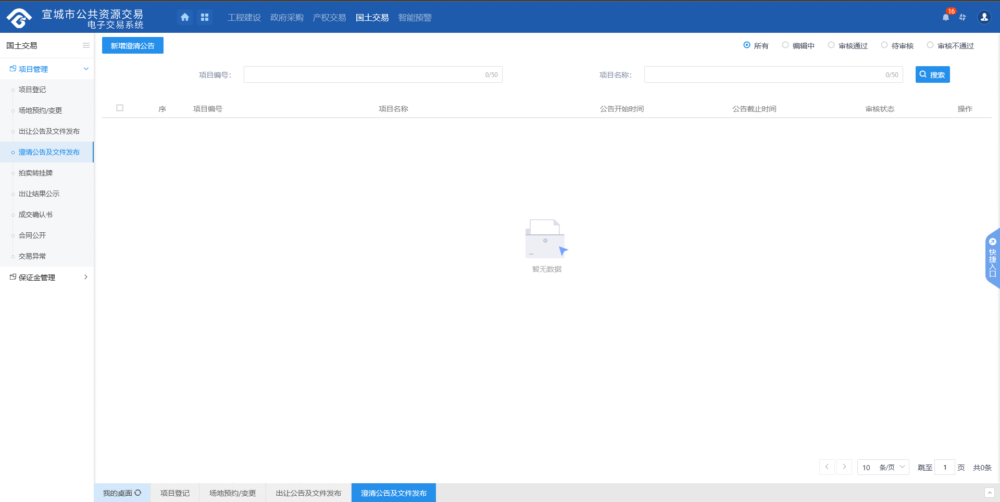 宣城市公共资源交易
电子交易系统
工程建设 政府采购 产权交易 国土交易 智能预警
16
国土交易
项目管理
项目登记
场地预约/变更
出让公告及文件发布
澄清公告及文件发布
拍卖转挂牌
出让结果公示
成交确认书
合同公开
交易异常
保证金管理
新增澄清公告
所有 编辑中 审核通过 待审核 审核不通过
项目编号： 0/50 项目名称： 0/50 搜索
序 项目编号 项目名称 公告开始时间 公告截止时间 审核状态 操作
暂无数据
快捷入口
10 条/页 跳至 1 页 共0条
我的桌面 项目登记 场地预约/变更 出让公告及文件发布 澄清公告及文件发布